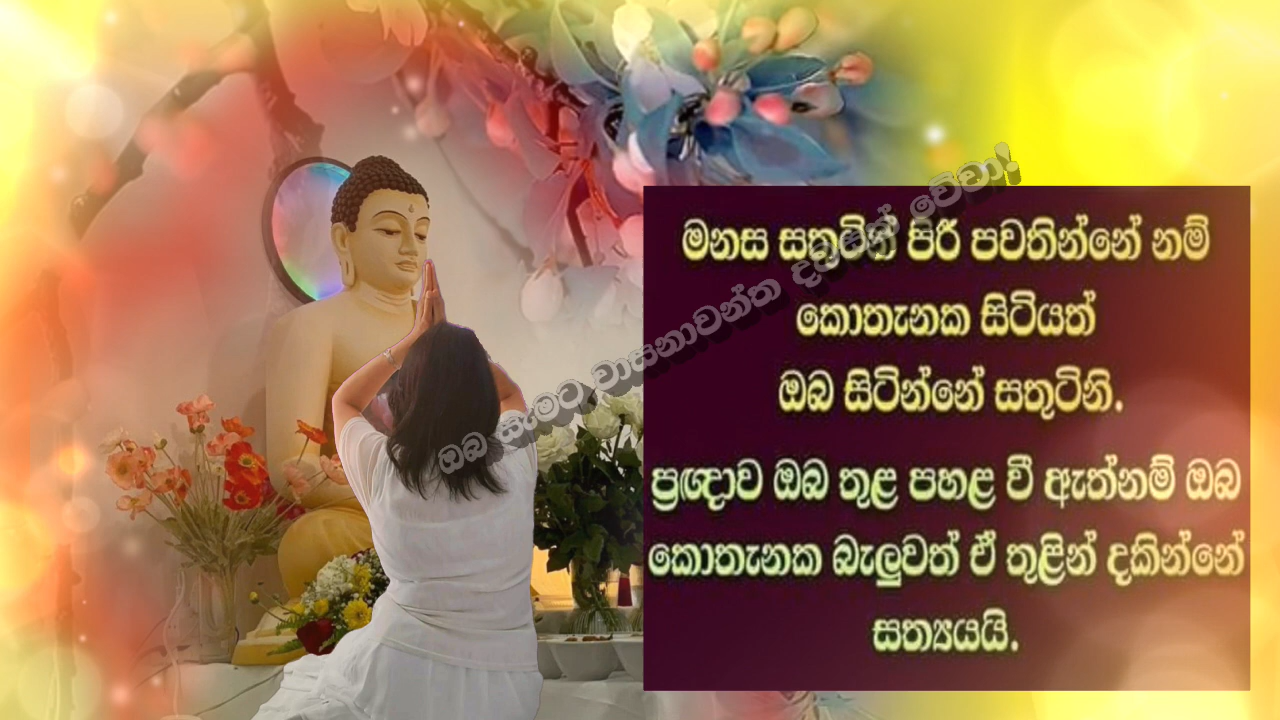 මනස සතුටින් පිරී පවතින්නේ නම්
කොතැනක සිටියත්
ඔබ සිටින්නේ සතුටිනි.
ප්‍රඥාව ඔබ තුළ පහළ වී ඇත්නම් ඔබ
කොතැනක බැලුවත් ඒ තුළින් දකින්නේ
සත්‍යයයි.
ඔබ සැමට වාසනාවන්ත දවසක් වේවා!